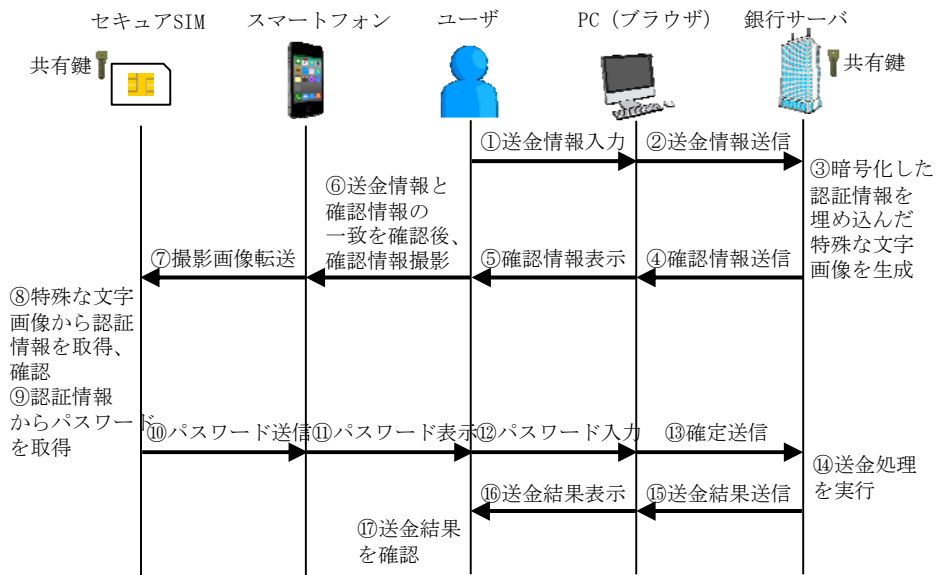 セキュアSIM
スマートフォン
ユーザ
PC (ブラウザ)
銀行サーバ
共有鍵
共有鍵
①送金情報入力
②送金情報送信
③暗号化した
認証情報を
埋め込んだ
特殊な文字
画像を生成
④確認情報送信
⑤確認情報表示
⑥送金情報と
確認情報の
一致を確認後、
確認情報撮影
⑦撮影画像転送
⑧特殊な文字
画像から認証
情報を取得、
確認
⑨認証情報
からパスワード
を取得
⑩パスワード送信
⑪パスワード表示
⑫パスワード入力
⑬確定送信
⑭送金処理
を実行
⑮送金結果送信
⑯送金結果表示
⑰送金結果
を確認